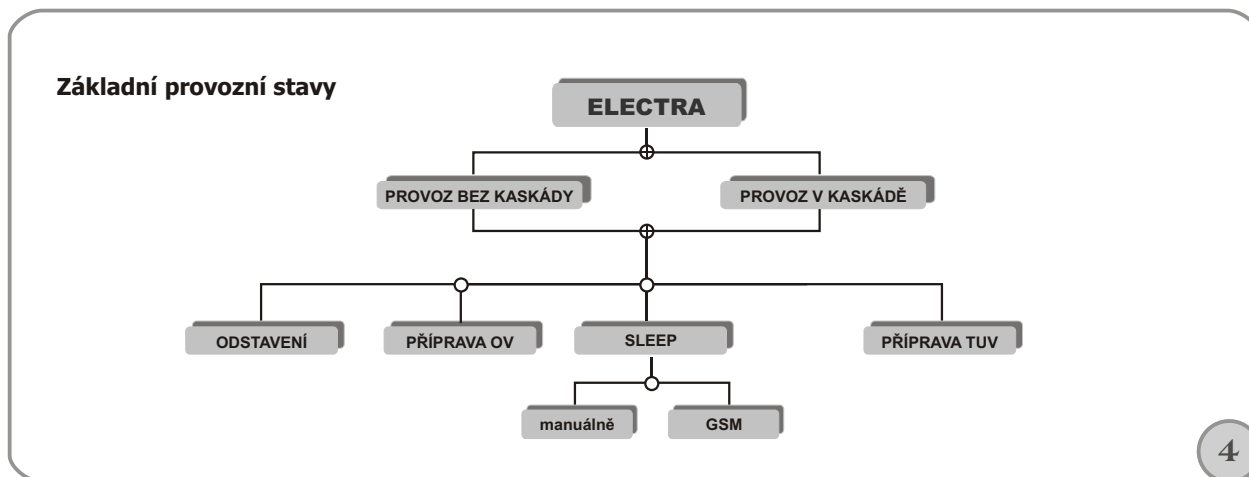 Základní provozní stavy
ELECTRA
PROVOZ BEZ KASKÁDY
PROVOZ V KASKÁDĚ
ODSTAVENÍ
PŘÍPRAVA OV
SLEEP
PŘÍPRAVA TUV
manuálně
GSM
4